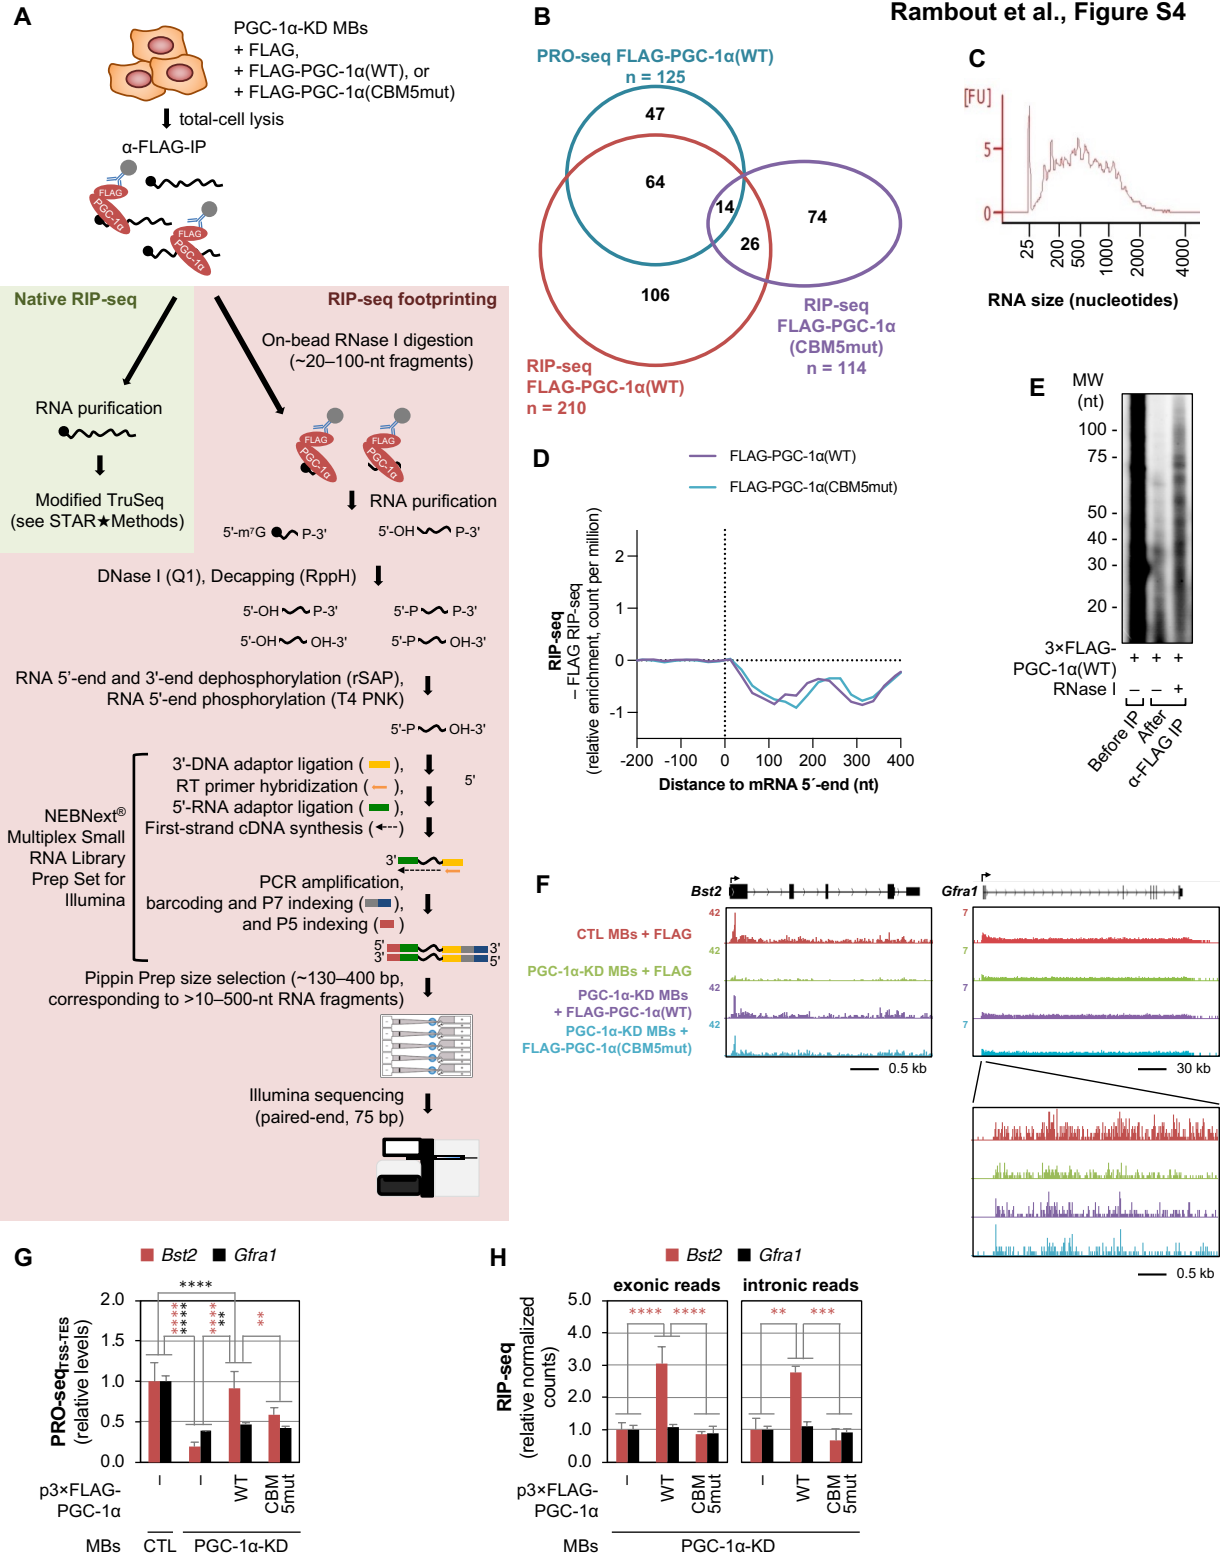 Rambout et al., Figure S4
A
PGC-1α-KD MBs
+ FLAG,
+ FLAG-PGC-1α(WT), or
+ FLAG-PGC-1α(CBM5mut)
total-cell lysis
α-FLAG-IP
FLAG
PGC-1α
FLAG
PGC-1α
Native RIP-seq
RIP-seq footprinting
On-bead RNase I digestion
(~20–100-nt fragments)
RNA purification
FLAG
PGC-1α
FLAG
PGC-1α
Modified TruSeq
(see STAR★Methods)
RNA purification
5'-m⁷G P-3'
5'-OH P-3'
DNase I (Q1), Decapping (RppH)
5'-OH P-3'
5'-P P-3'
5'-OH OH-3'
5'-P OH-3'
RNA 5'-end and 3'-end dephosphorylation (rSAP),
RNA 5'-end phosphorylation (T4 PNK)
5'-P OH-3'
3'-DNA adaptor ligation ( ),
RT primer hybridization ( ),
5'
5'-RNA adaptor ligation ( ),
First-strand cDNA synthesis ( )
NEBNext®
Multiplex Small
RNA Library
Prep Set for
Illumina
3'
PCR amplification,
barcoding and P7 indexing ( ),
and P5 indexing ( )
5' 3'
3' 5'
Pippin Prep size selection (~130–400 bp,
corresponding to >10–500-nt RNA fragments)
Illumina sequencing
(paired-end, 75 bp)
B
PRO-seq FLAG-PGC-1α(WT)
n = 125
47
64
14
74
26
106
RIP-seq
FLAG-PGC-1α
(CBM5mut)
n = 114
RIP-seq
FLAG-PGC-1α(WT)
n = 210
C
[FU]
5
0
25
200
500
1000
2000
4000
RNA size (nucleotides)
D
FLAG-PGC-1α(WT)
FLAG-PGC-1α(CBM5mut)
RIP-seq
– FLAG RIP-seq
(relative enrichment, count per million)
2
1
0
-1
-200 -100 0 100 200 300 400
Distance to mRNA 5´-end (nt)
E
MW
(nt)
100 -
75 -
50 -
40 -
30 -
20 -
3×FLAG-
PGC-1α(WT)
+ + +
RNase I – – +
Before IP
After
α-FLAG IP
F
Bst2
Gfra1
42
7
CTL MBs + FLAG
42
7
PGC-1α-KD MBs + FLAG
42
7
PGC-1α-KD MBs
+ FLAG-PGC-1α(WT)
42
7
PGC-1α-KD MBs +
FLAG-PGC-1α(CBM5mut)
0.5 kb
30 kb
0.5 kb
G
Bst2 Gfra1
PRO-seqTSS-TES
(relative levels)
2.0
1.5
1.0
0.5
0.0
****
****
****
****
**
**
p3×FLAG-
PGC-1α
–
–
WT
CBM
5mut
MBs CTL PGC-1α-KD
H
Bst2 Gfra1
exonic reads intronic reads
RIP-seq
(relative normalized
counts)
5.0
4.0
3.0
2.0
1.0
0.0
**** ****
** ***
p3×FLAG-
PGC-1α
–
WT
CBM
5mut
–
WT
CBM
5mut
MBs PGC-1α-KD